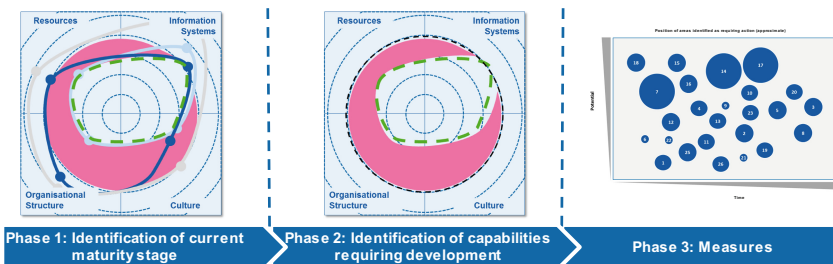 Resources
Information
Systems
Organisational
Structure
Culture
Resources
Information
Systems
Organisational
Structure
Culture
Position of areas identified as requiring action (approximate)
Potential
18
15
14
17
7
16
18
20
4
9
23
5
3
12
13
2
8
6
22
11
25
19
21
1
26
Time
Phase 1: Identification of current
maturity stage
Phase 2: Identification of capabilities
requiring development
Phase 3: Measures